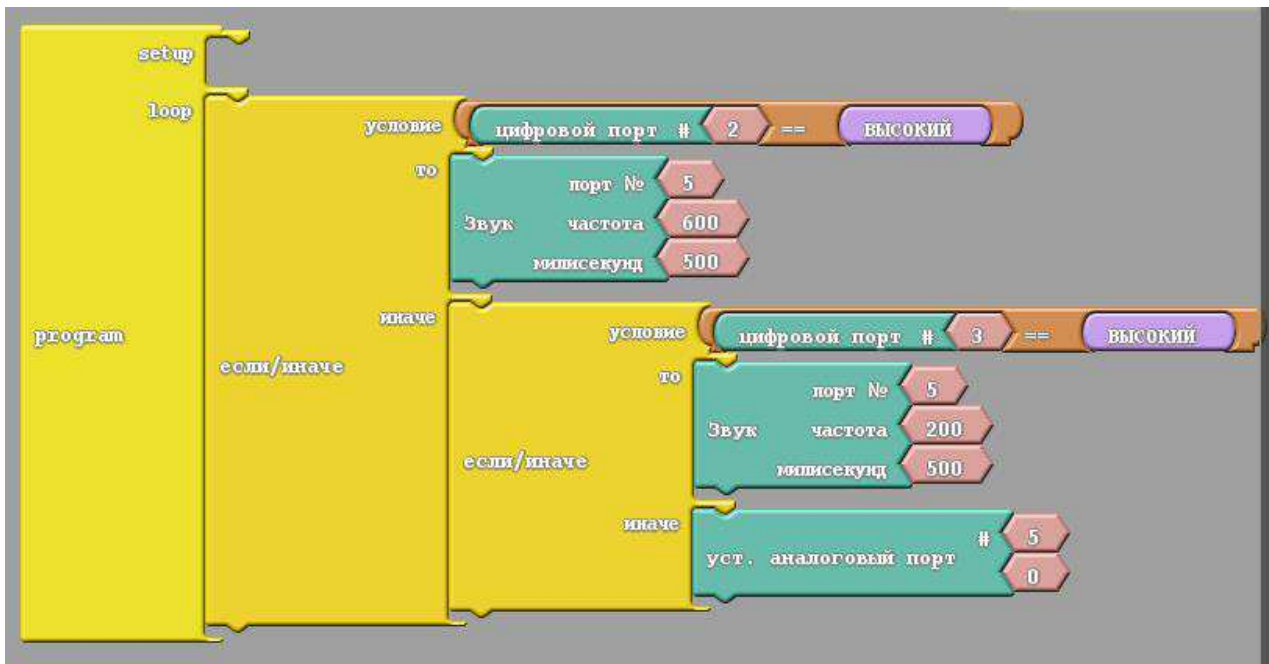 setup
loop
условие цифровой порт # 2 == ВЫСОКИЙ
то
порт № 5
Звук частота 600
милисекунд 500
иначе
program
если/иначе
условие цифровой порт # 3 == ВЫСОКИЙ
то
порт № 5
Звук частота 200
милисекунд 500
если/иначе
иначе
# 5
уст. аналоговый порт
0